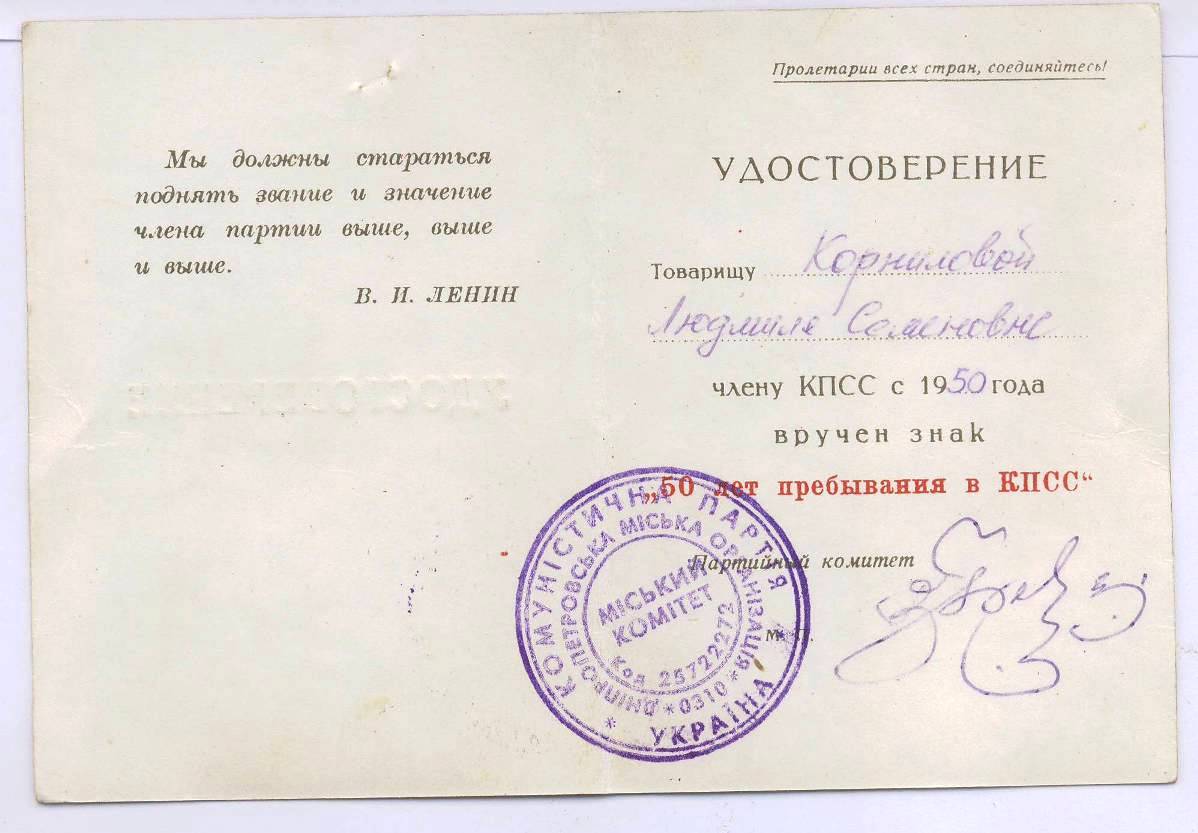 Мы должны стараться
поднять звание и значение
члена партии выше, выше
и выше.
В. И. ЛЕНИН
Пролетарии всех стран, соединяйтесь!
УДОСТОВЕРЕНИЕ
Товарищу Корниловой
Людмиле Семеновне
члену КПСС с 1950 года
вручен знак
„50 лет пребывания в КПСС“
Партийный комитет
М. П.
КОМУНІСТИЧНА ПАРТІЯ
* УКРАЇНА
ДНІПРОПЕТРОВСЬКА МІСЬКА ОРГАНІЗАЦІЯ
* 0310 *
МІСЬКИЙ
КОМІТЕТ
Код 25722272